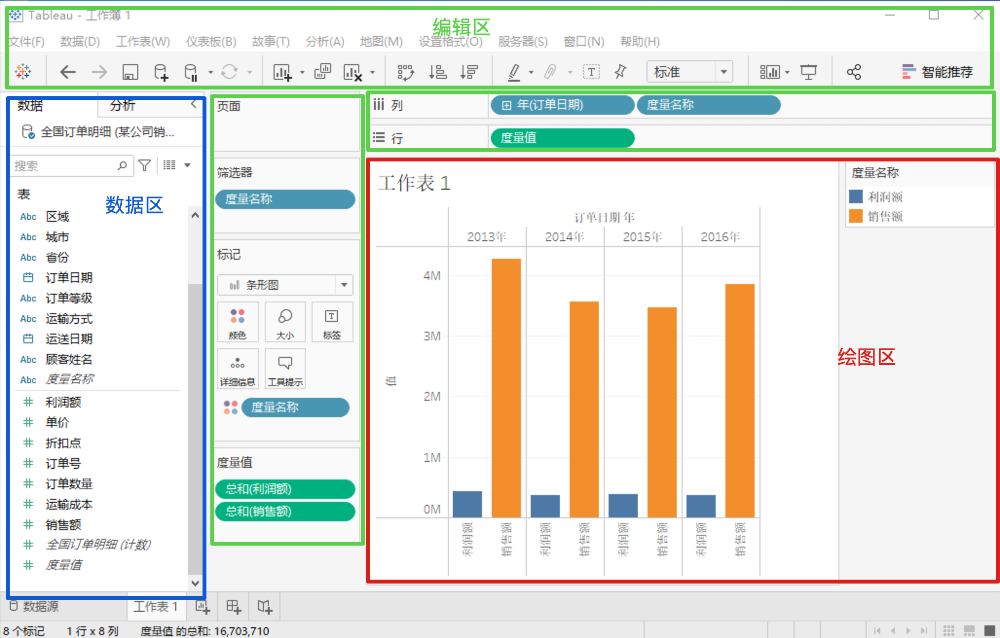 Tableau - 工作簿 1
编辑区
文件(F) 数据(D) 工作表(W) 仪表板(B) 故事(T) 分析(A) 地图(M) 设置格式(O) 服务器(S) 窗口(N) 帮助(H)
标准
智能推荐
数据 分析
全国订单明细 (某公司销...
搜索
表
数据区
Abc 区域
Abc 城市
Abc 省份
订单日期
Abc 订单等级
Abc 运输方式
运送日期
Abc 顾客姓名
Abc 度量名称
# 利润额
# 单价
# 折扣点
# 订单号
# 订单数量
# 运输成本
# 销售额
# 全国订单明细 (计数)
# 度量值
页面
筛选器
度量名称
标记
条形图
颜色 大小 标签
详细信息 工具提示
度量名称
度量值
总和(利润额)
总和(销售额)
列 年(订单日期) 度量名称
行 度量值
工作表 1
订单日期 年
2013年 2014年 2015年 2016年
4M
3M
2M
1M
0M
值
利润额 销售额 利润额 销售额 利润额 销售额 利润额 销售额
度量名称
利润额
销售额
绘图区
数据源 工作表 1
8 个标记 1 行 x 8 列 度量值 的总和: 16,703,710